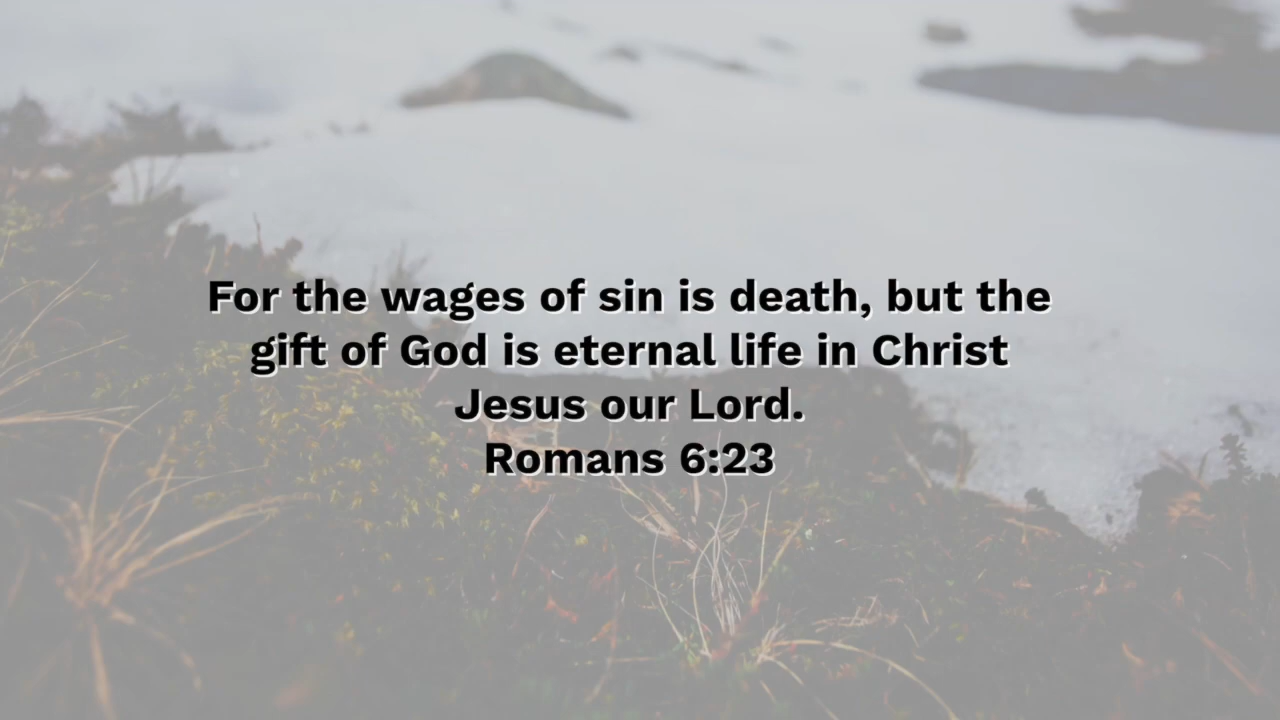 For the wages of sin is death, but the
gift of God is eternal life in Christ
Jesus our Lord.
Romans 6:23